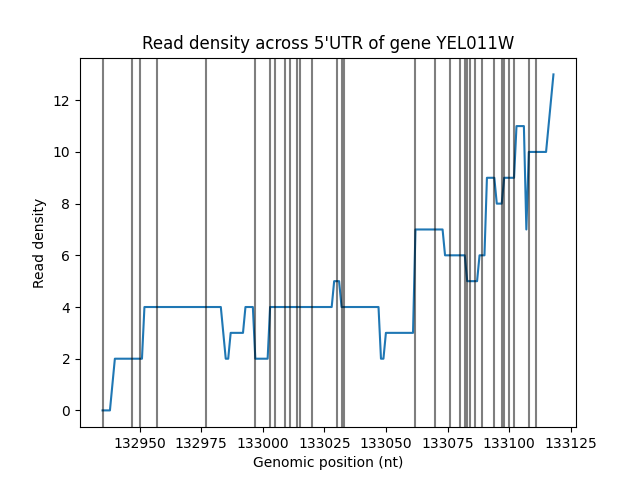 Read density across 5'UTR of gene YEL011W
12
10
8
6
4
2
0
Read density
132950 132975 133000 133025 133050 133075 133100 133125
Genomic position (nt)